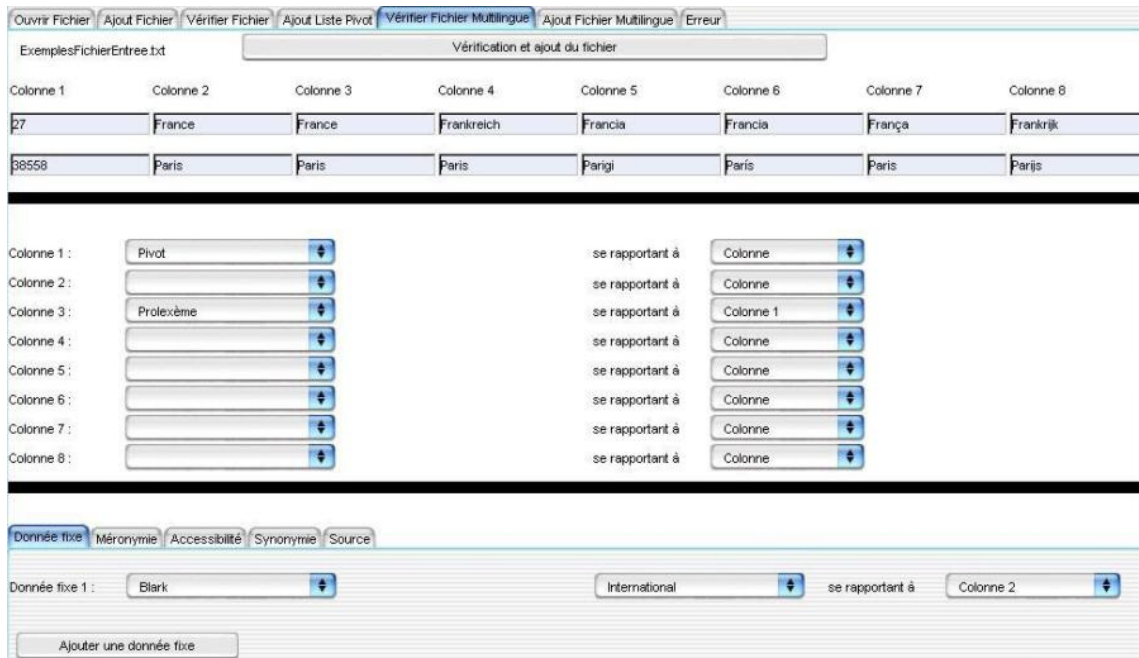 Ouvrir Fichier Ajout Fichier Vérifier Fichier Ajout Liste Pivot Vérifier Fichier Multilingue Ajout Fichier Multilingue Erreur
ExemplesFichierEntree.txt Vérification et ajout du fichier
Colonne 1 Colonne 2 Colonne 3 Colonne 4 Colonne 5 Colonne 6 Colonne 7 Colonne 8
27 France France Frankreich Francia Francia França Frankrijk
38558 Paris Paris Paris Parigi París Paris Parijs
Colonne 1 : Pivot se rapportant à Colonne
Colonne 2 : se rapportant à Colonne
Colonne 3 : Prolexème se rapportant à Colonne 1
Colonne 4 : se rapportant à Colonne
Colonne 5 : se rapportant à Colonne
Colonne 6 : se rapportant à Colonne
Colonne 7 : se rapportant à Colonne
Colonne 8 : se rapportant à Colonne
Donnée fixe Méronymie Accessibilité Synonymie Source
Donnée fixe 1 : Blark International se rapportant à Colonne 2
Ajouter une donnée fixe